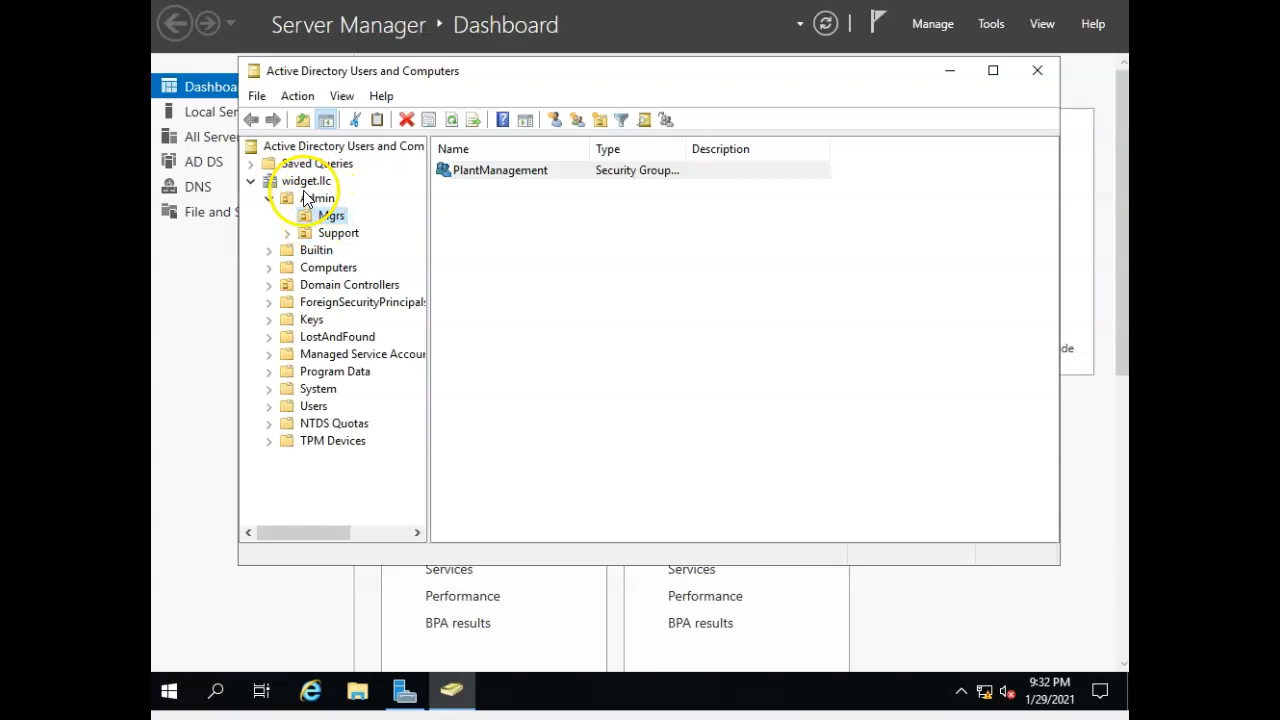 Server Manager • Dashboard
Manage
Tools
View
Help
Active Directory Users and Computers
File
Action
View
Help
Dashboa
Local Ser
All Server
AD DS
DNS
File and S
Active Directory Users and Com
Saved Queries
widget.llc
Admin
Mgrs
Support
Builtin
Computers
Domain Controllers
ForeignSecurityPrincipals
Keys
LostAndFound
Managed Service Accour
Program Data
System
Users
NTDS Quotas
TPM Devices
Name Type Description
PlantManagement Security Group...
de
Services
Performance
BPA results
Services
Performance
BPA results
9:32 PM
1/29/2021